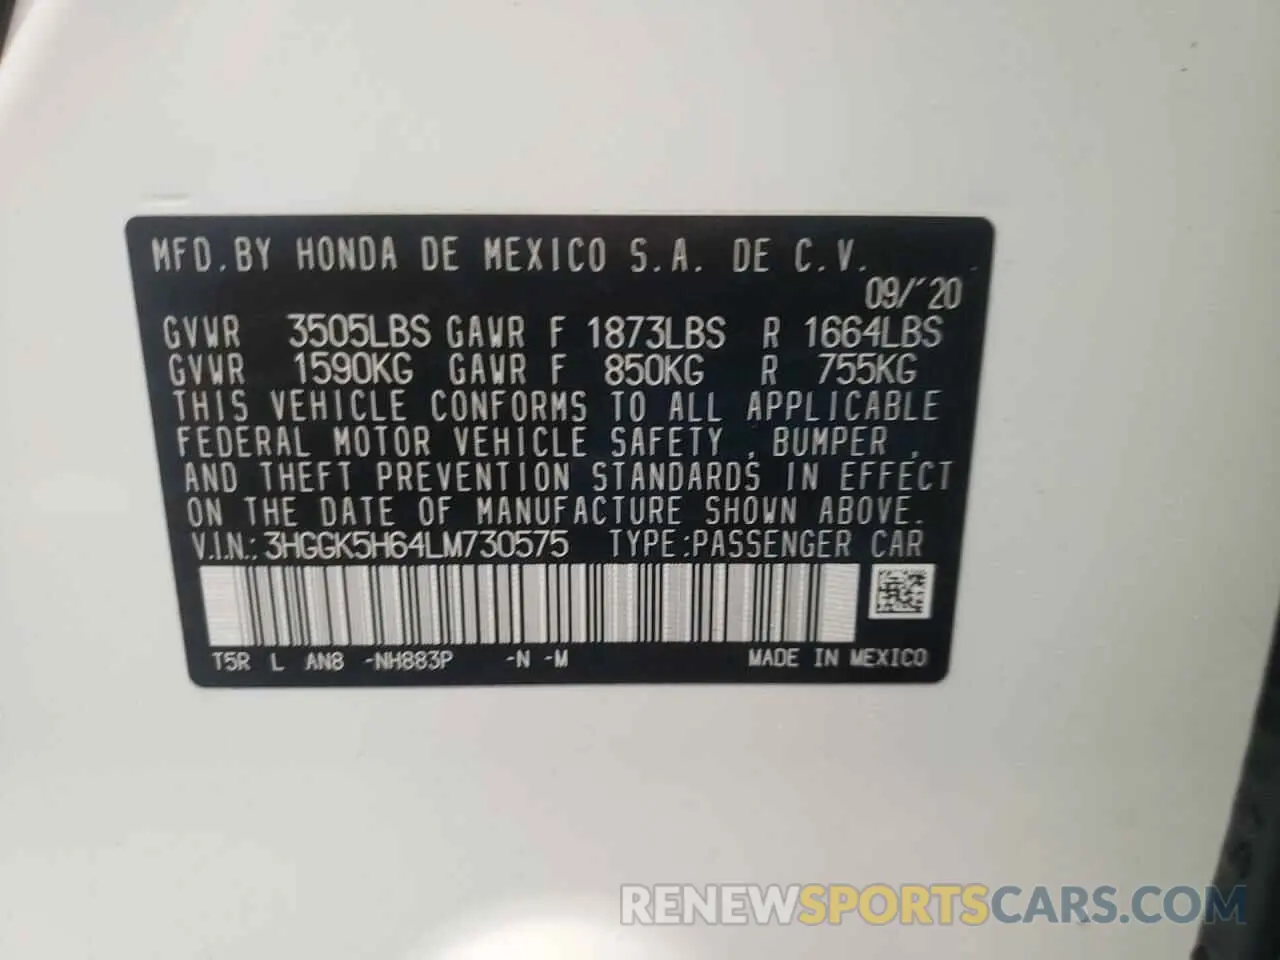 MFD. BY HONDA DE MEXICO S.A. DE C.V.
09/'20
GVWR 3505LBS GAWR F 1873LBS R 1664LBS
GVWR 1590KG GAWR F 850KG R 755KG
THIS VEHICLE CONFORMS TO ALL APPLICABLE
FEDERAL MOTOR VEHICLE SAFETY , BUMPER ,
AND THEFT PREVENTION STANDARDS IN EFFECT
ON THE DATE OF MANUFACTURE SHOWN ABOVE.
V.I.N.: 3HGGK5H64LM730575 TYPE:PASSENGER CAR
T5R L AN8 -NH883P -N -M MADE IN MEXICO
RENEWSPORTSCARS.COM